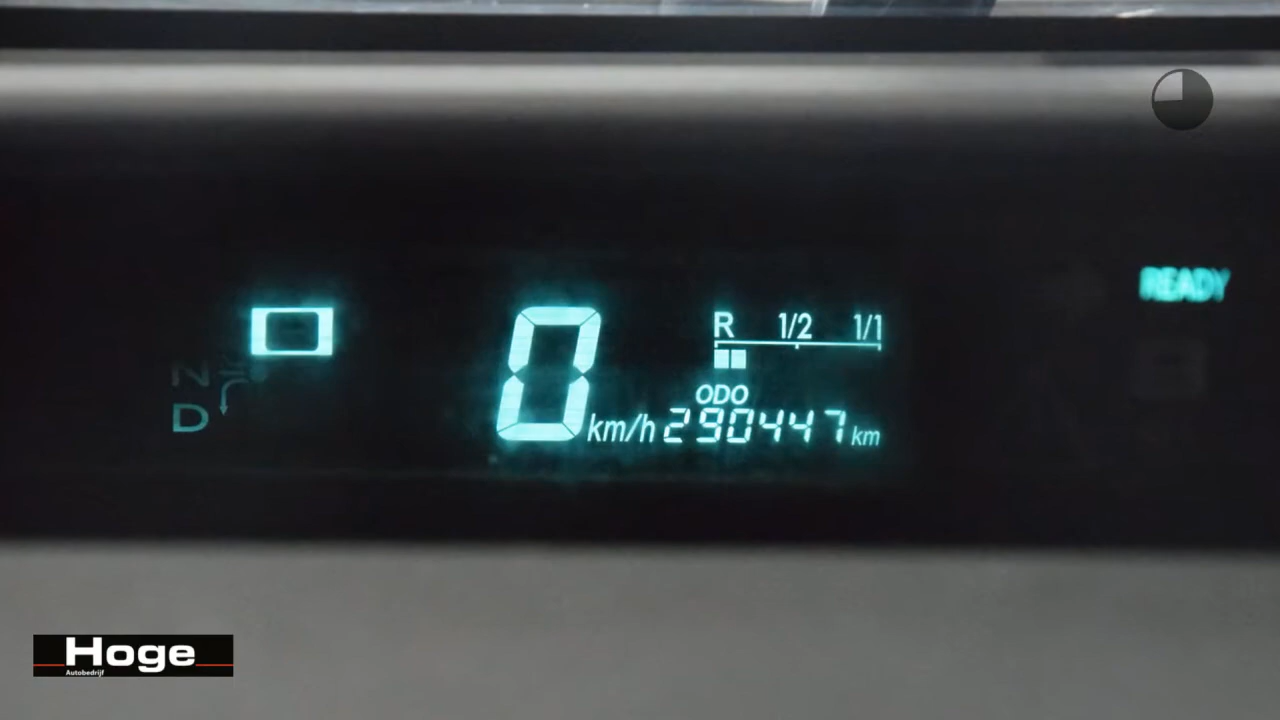 READY
R 1/2 1/1
N
D
ODO
0 km/h 290447 km
Hoge
Autobedrijf